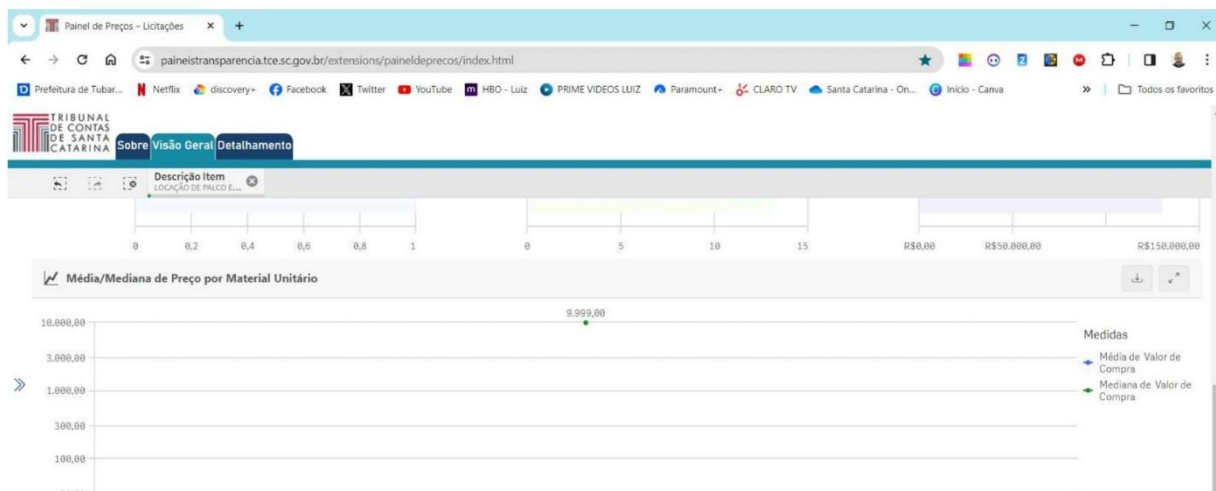 Painel de Preços – Licitações
paineistransparencia.tce.sc.gov.br/extensions/paineldeprecos/index.html
Prefeitura de Tubar... Netflix discovery+ Facebook Twitter YouTube HBO - Luiz PRIME VIDEOS LUIZ Paramount+ CLARO TV Santa Catarina - On... Início - Canva » Todos os favoritos
TRIBUNAL
DE CONTAS
DE SANTA
CATARINA
Sobre Visão Geral Detalhamento
Descrição Item
LOCAÇÃO DE PALCO E...
0 0,2 0,4 0,6 0,8 1 0 5 10 15 R$0,00 R$50.000,00 R$150.000,00
Média/Mediana de Preço por Material Unitário
9.999,00
10.000,00
Medidas
3.000,00
Média de Valor de
Compra
1.000,00
Mediana de Valor de
Compra
300,00
100,00